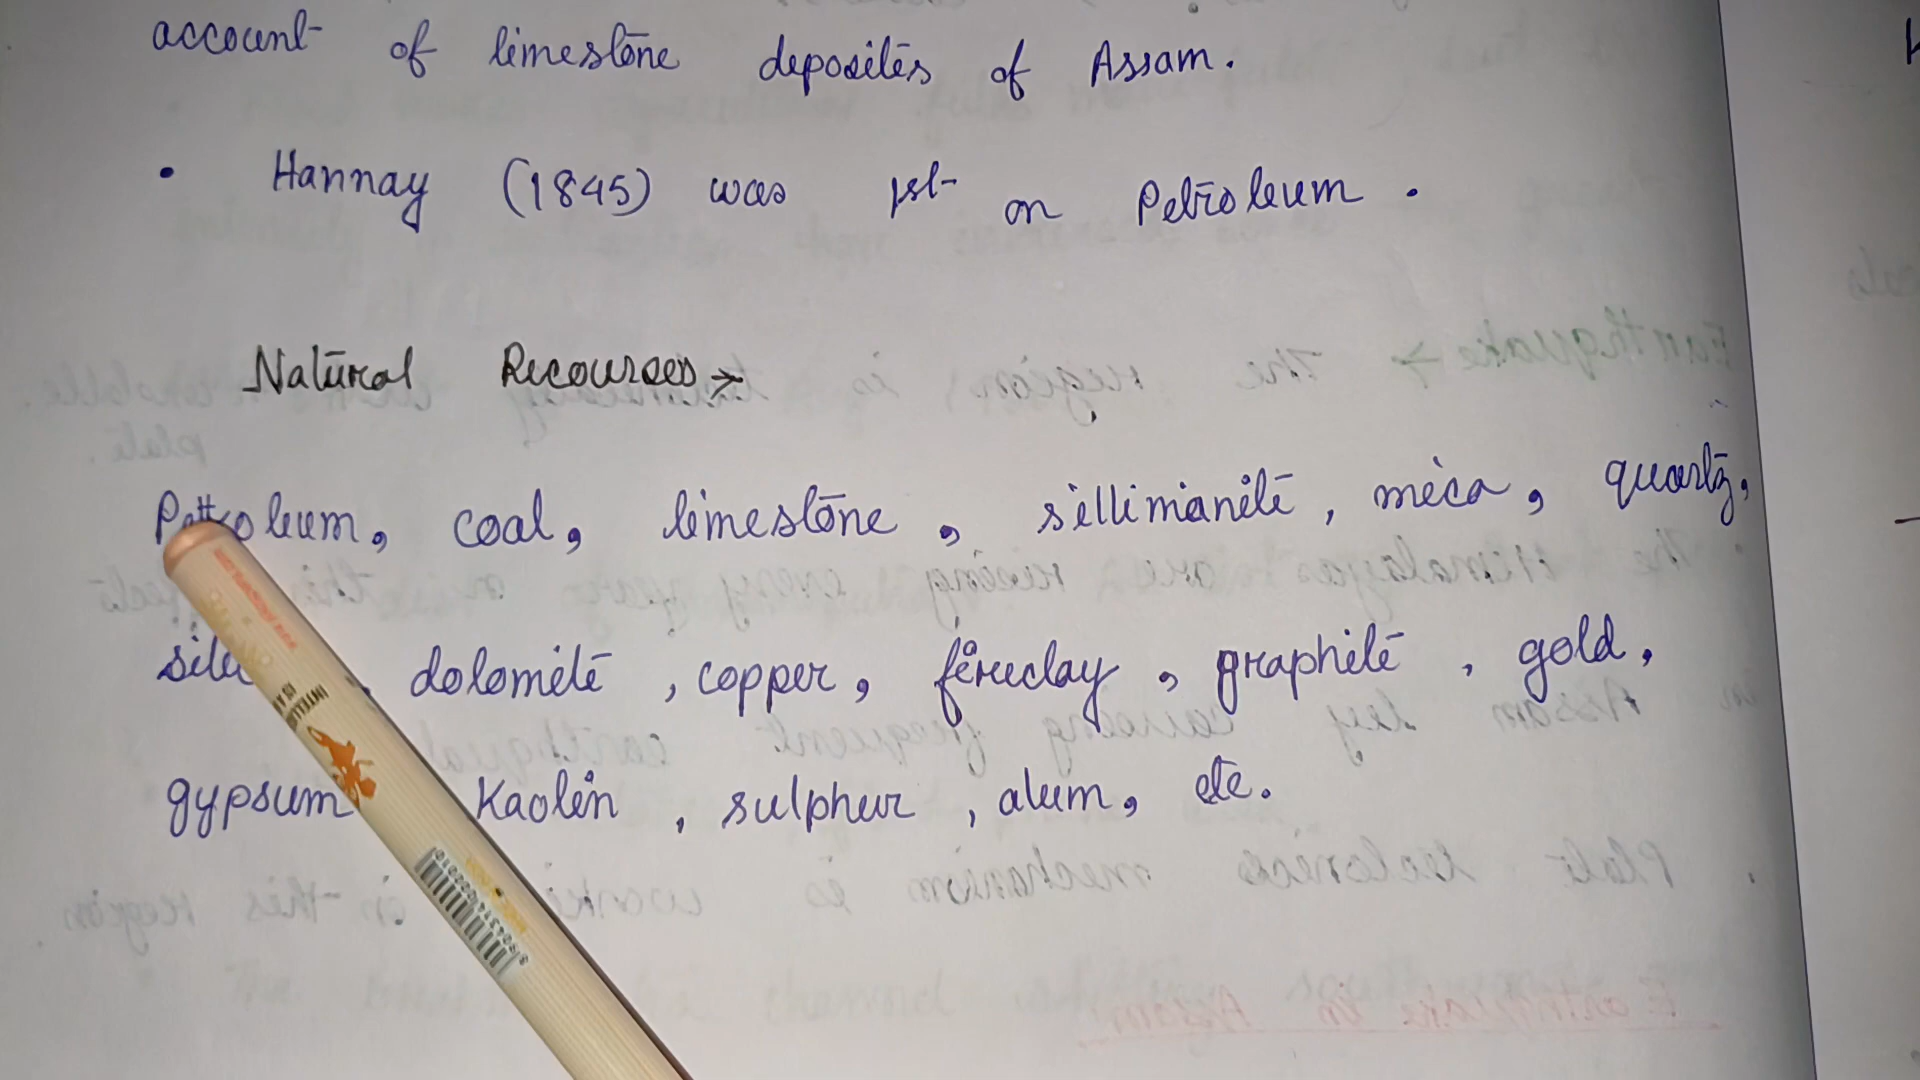 account of limestone deposites of Assam.
• Hannay (1845) was 1st on Petroleum.
Natural Recourses →
Pettroleum, coal, limestone, sillimanite, mica, quartz,
dolomite, copper, fireclay, graphite, gold,
gypsum Kaolin, sulphur, alum, etc.